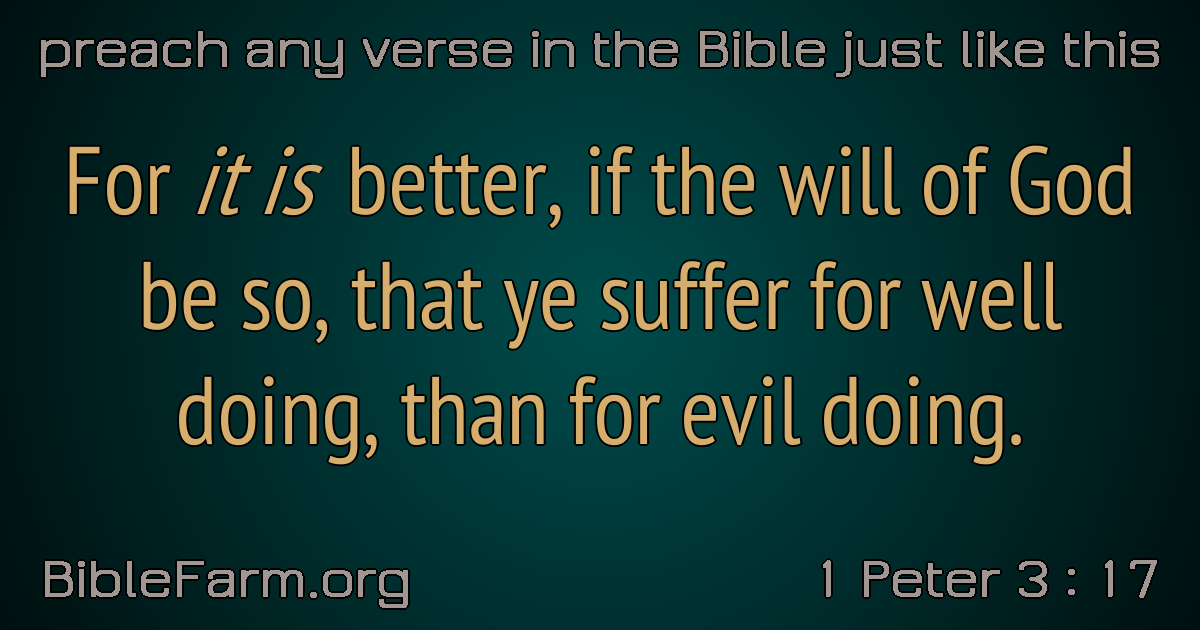 preach any verse in the Bible just like this
For it is better, if the will of God
be so, that ye suffer for well
doing, than for evil doing.
BibleFarm.org
1 Peter 3 : 17